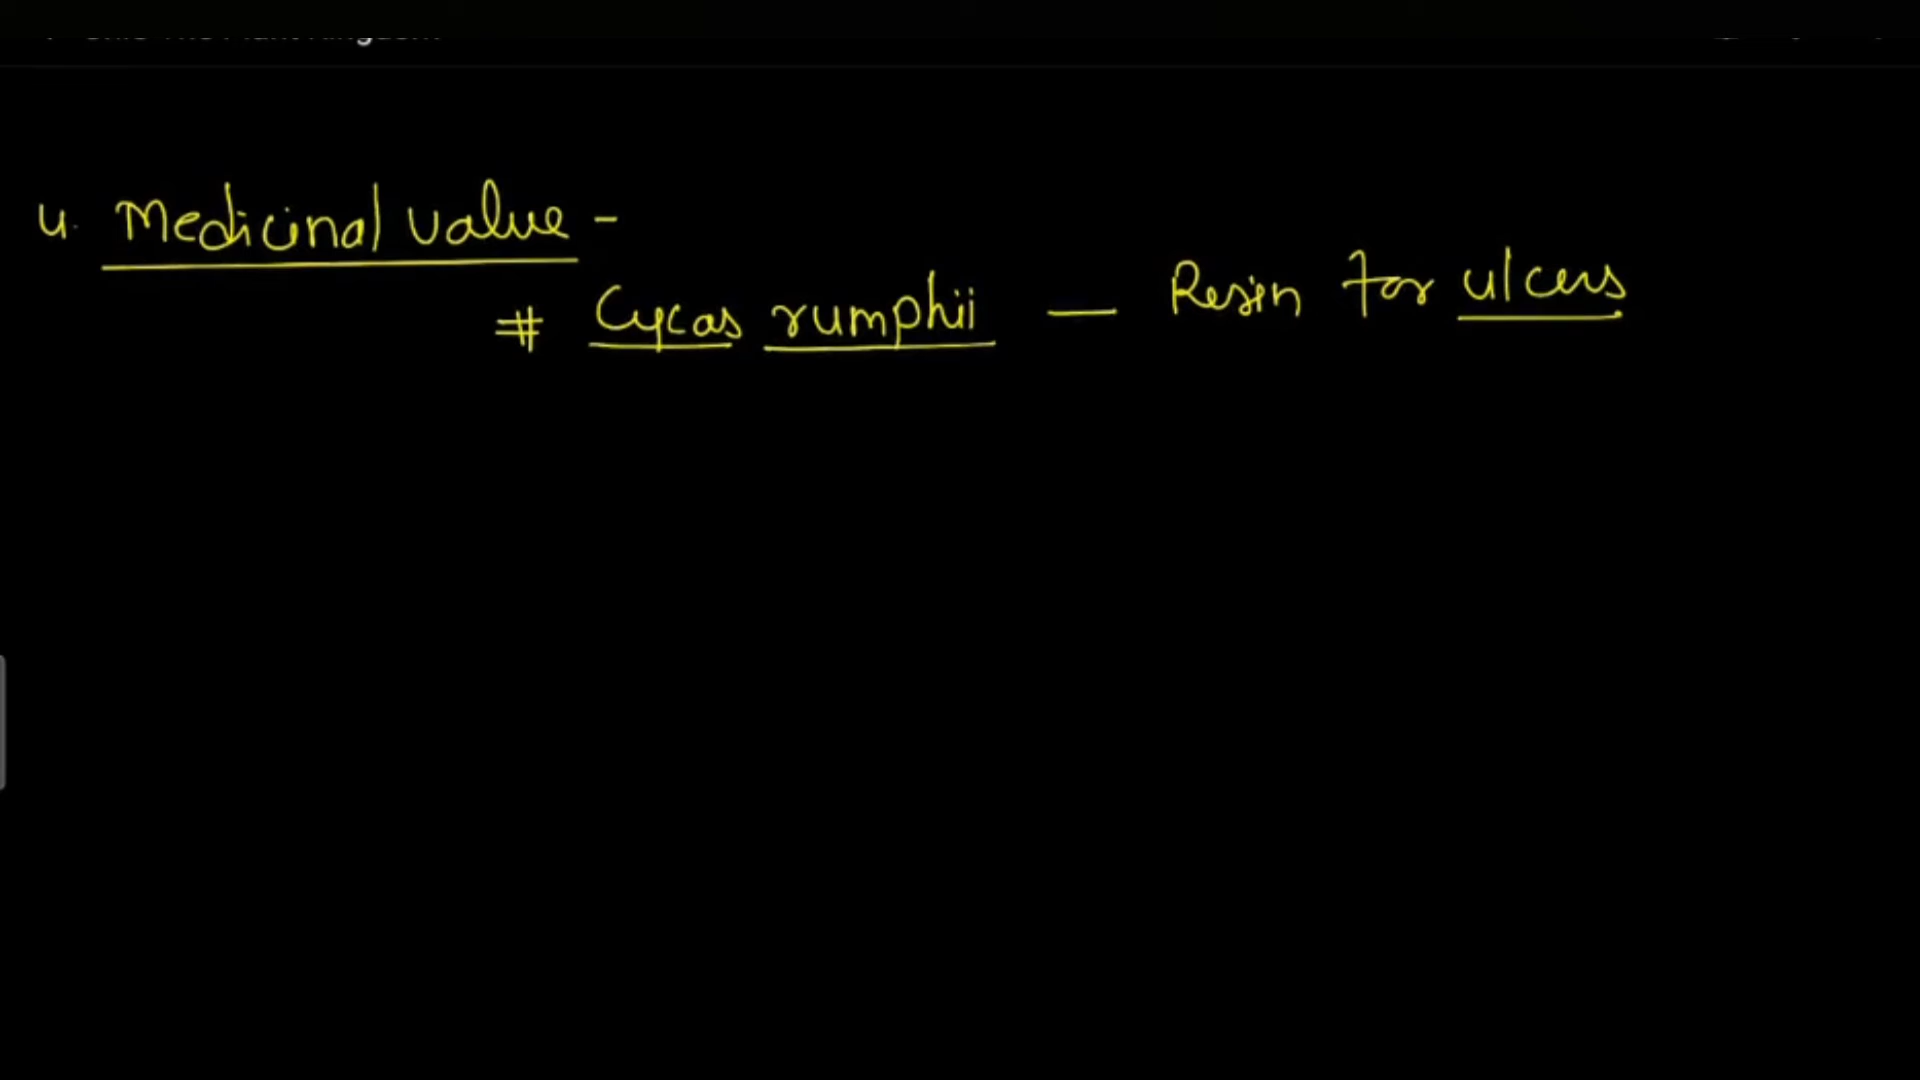 4. Medicinal value -
# Cycas rumphii — Resin for ulcers